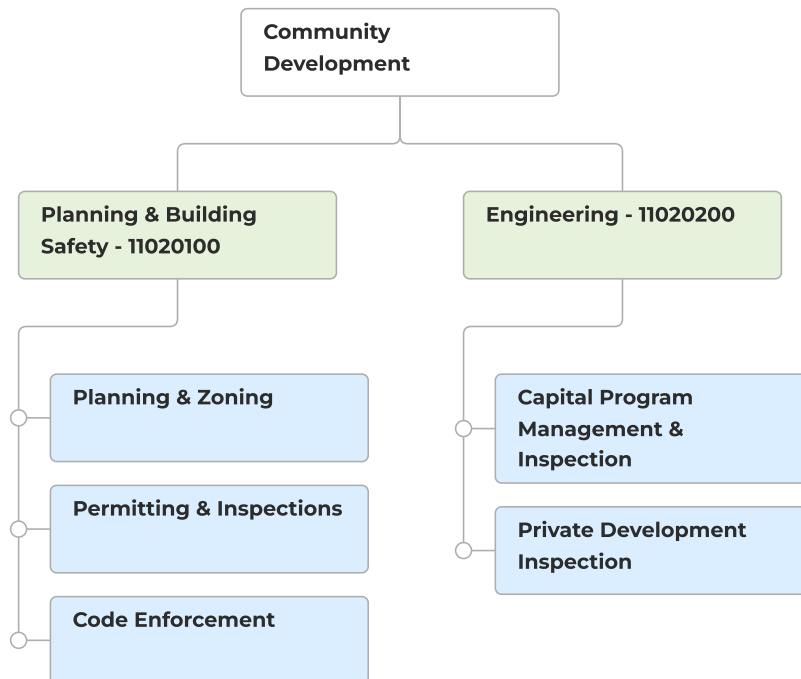 Community
Development
Planning & Building
Safety - 11020100
Engineering - 11020200
Planning & Zoning
Permitting & Inspections
Code Enforcement
Capital Program
Management &
Inspection
Private Development
Inspection